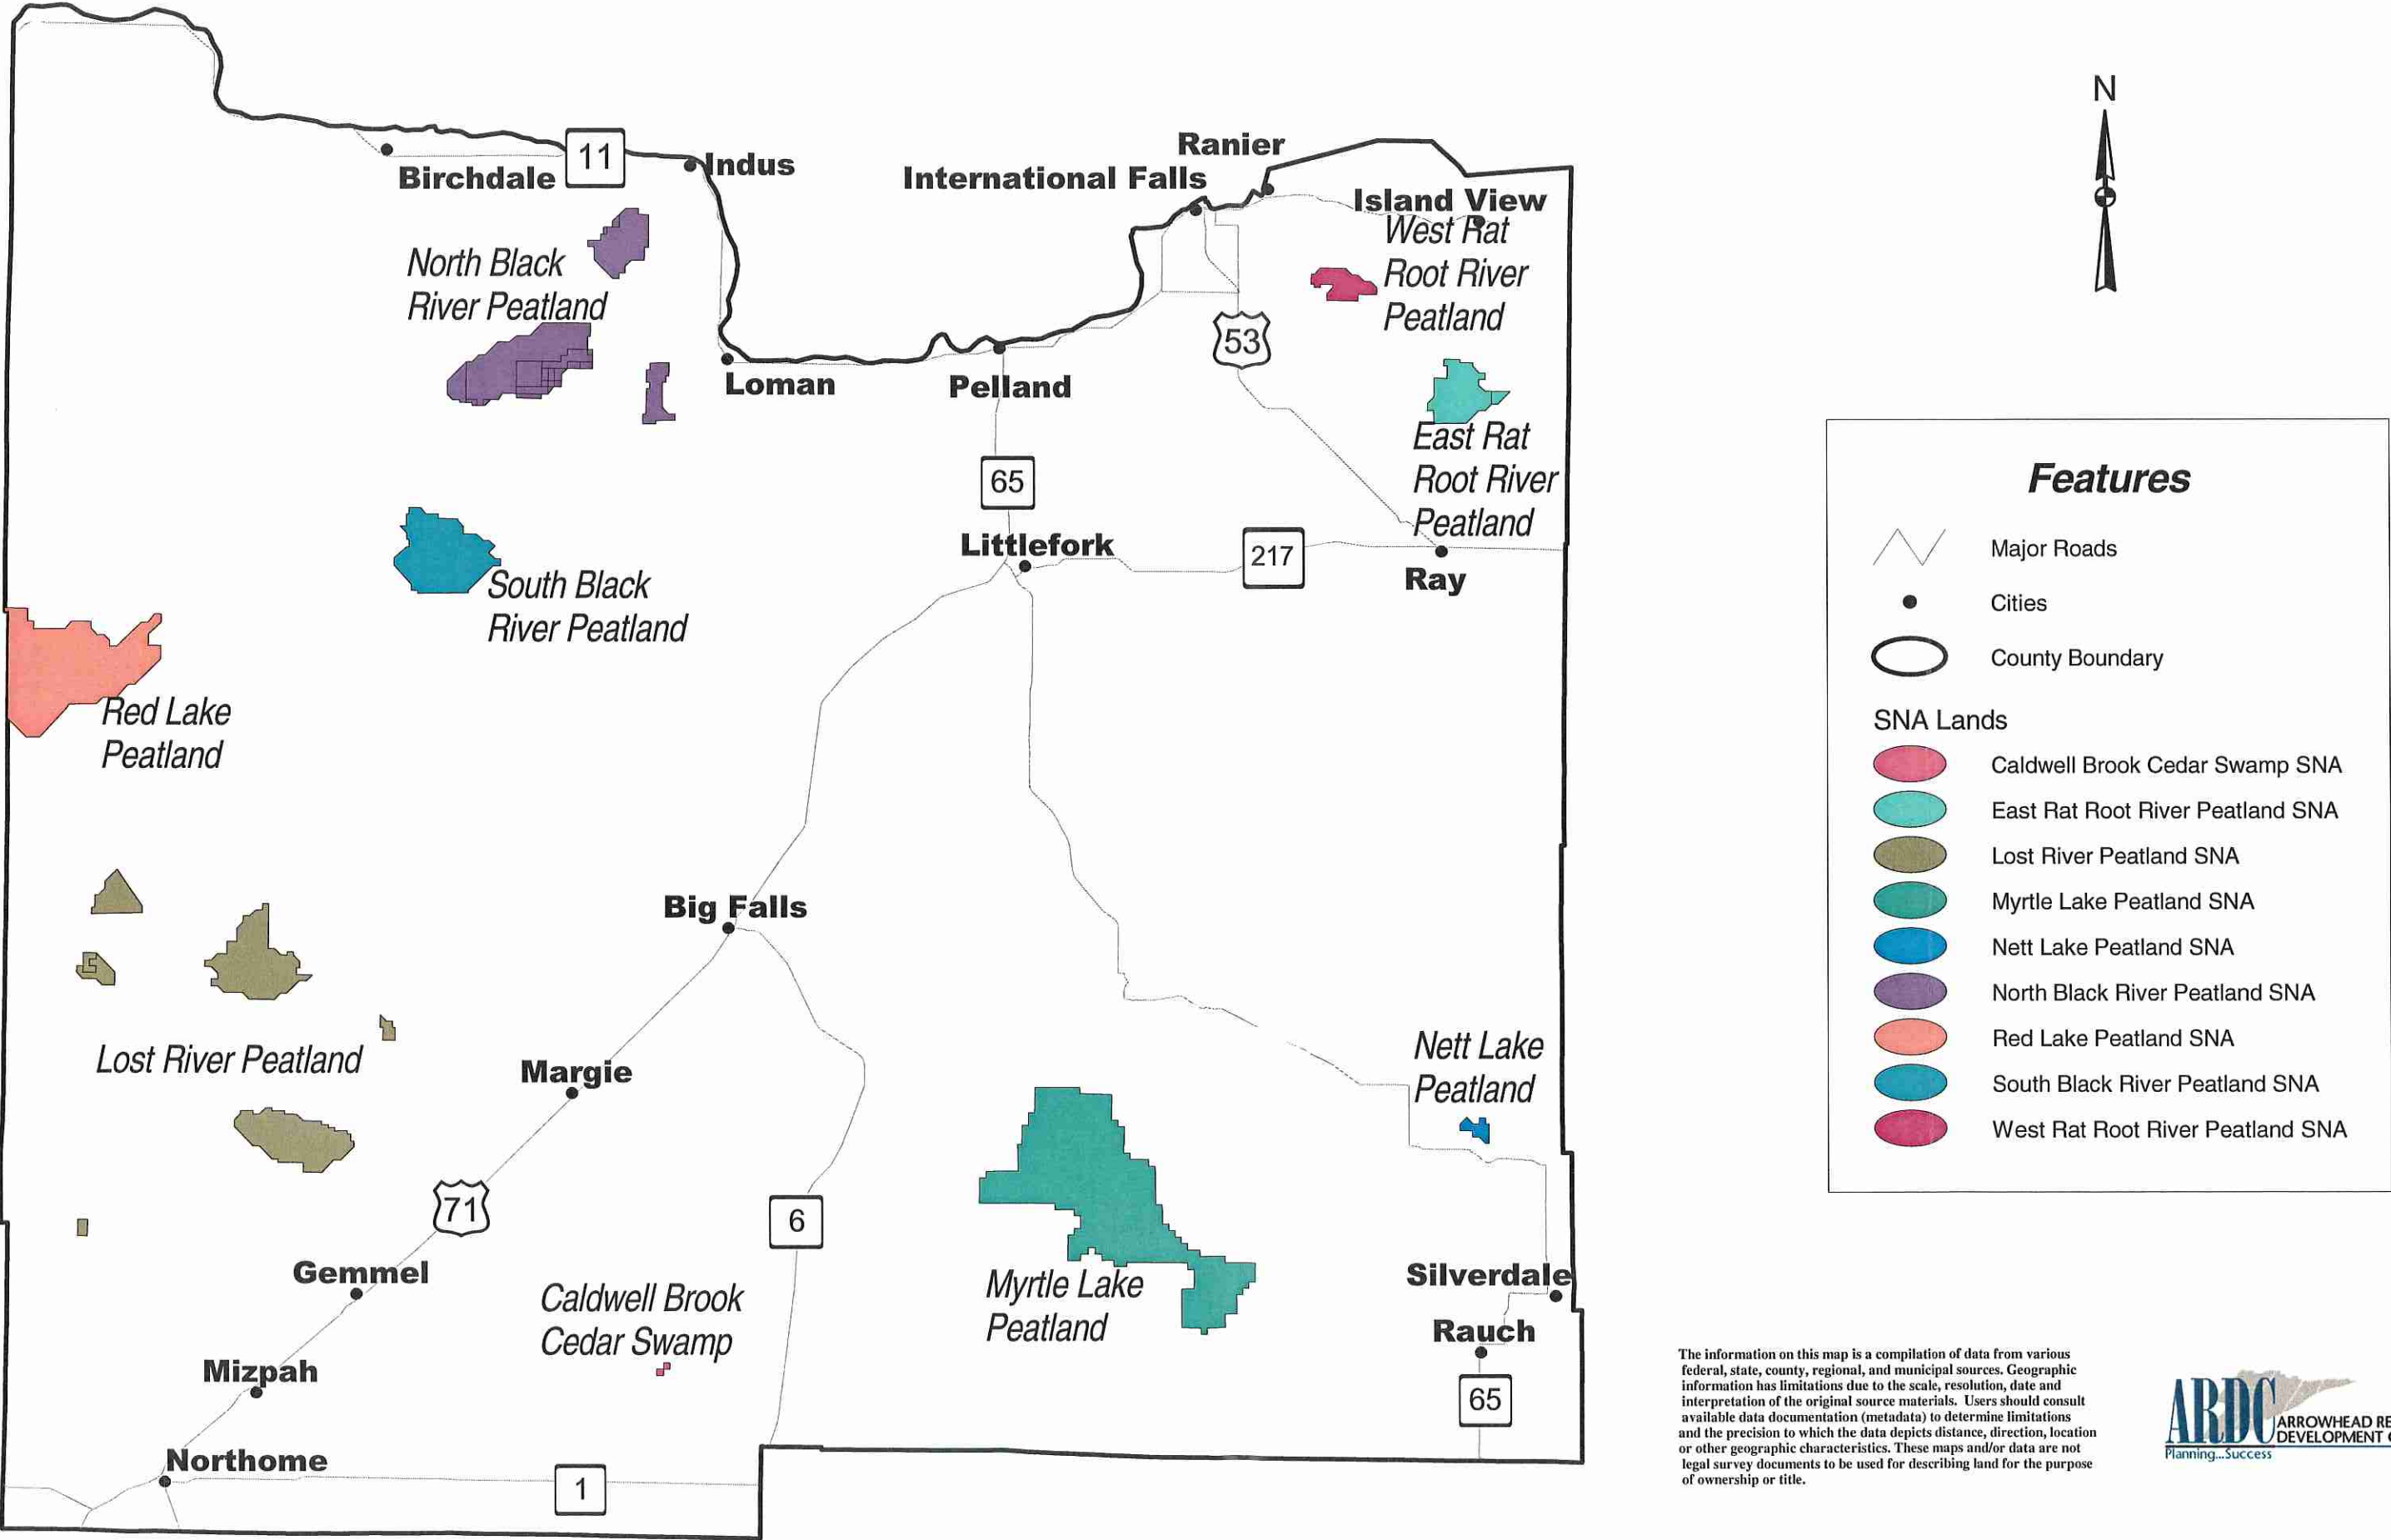 N
Ranier
11
Indus
International Falls
Birchdale
Island View
West Rat
Root River
Peatland
North Black
River Peatland
53
Loman
Pelland
East Rat
Root River
Peatland
65
Littlefork
217
Ray
South Black
River Peatland
Red Lake
Peatland
Big Falls
Lost River Peatland
Margie
Nett Lake
Peatland
71
6
Gemmel
Caldwell Brook
Cedar Swamp
Myrtle Lake
Peatland
Silverdale
Rauch
Mizpah
65
Northome
1
Features
Major Roads
Cities
County Boundary
SNA Lands
Caldwell Brook Cedar Swamp SNA
East Rat Root River Peatland SNA
Lost River Peatland SNA
Myrtle Lake Peatland SNA
Nett Lake Peatland SNA
North Black River Peatland SNA
Red Lake Peatland SNA
South Black River Peatland SNA
West Rat Root River Peatland SNA
The information on this map is a compilation of data from various
federal, state, county, regional, and municipal sources. Geographic
information has limitations due to the scale, resolution, date and
interpretation of the original source materials. Users should consult
available data documentation (metadata) to determine limitations
and the precision to which the data depicts distance, direction, location
or other geographic characteristics. These maps and/or data are not
legal survey documents to be used for describing land for the purpose
of ownership or title.
ARDC
ARROWHEAD RE
DEVELOPMENT
Planning...Success